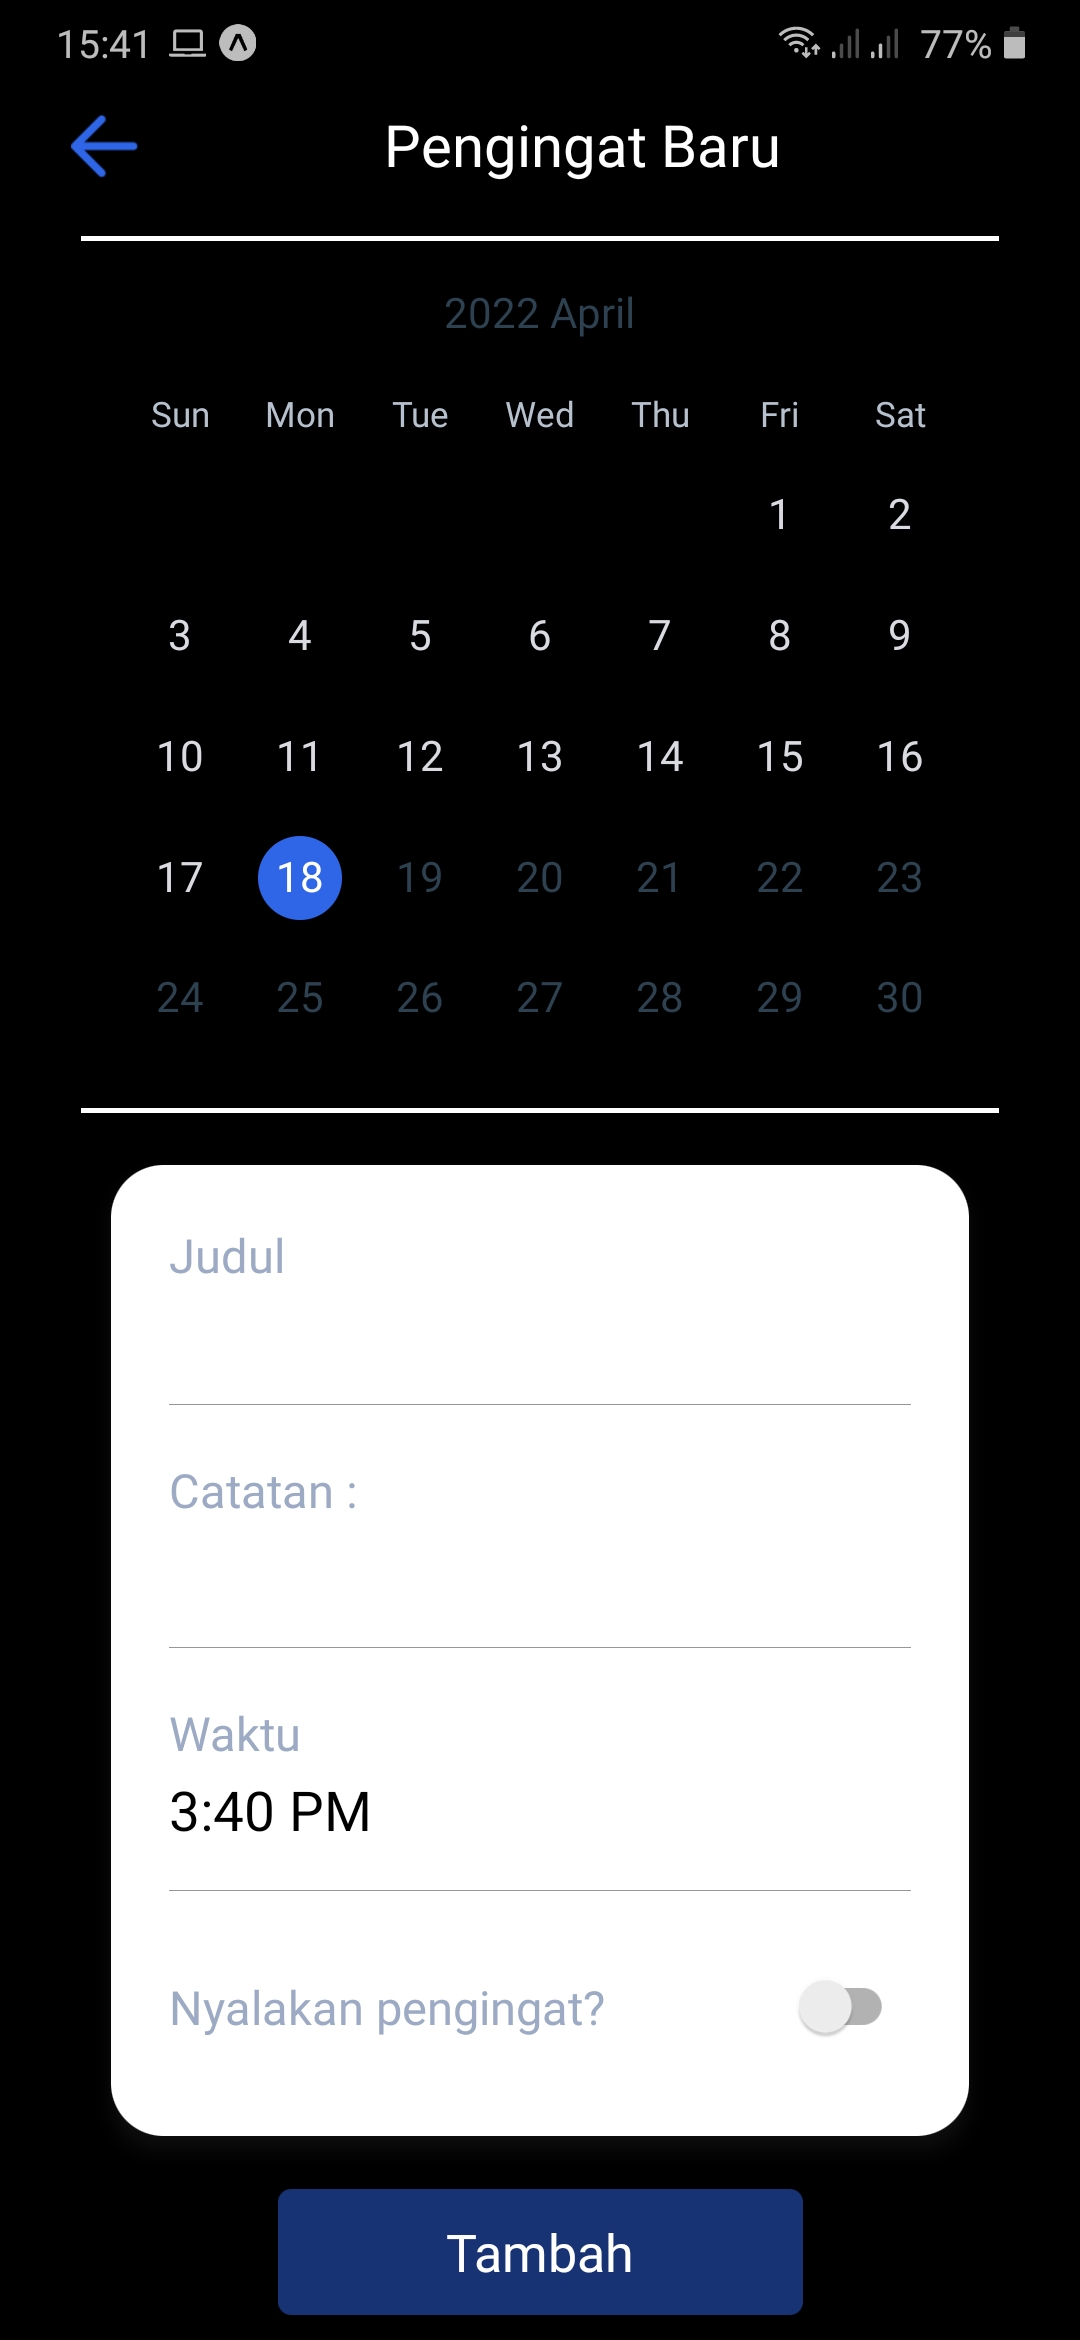 15:41 77%
Pengingat Baru
2022 April
Sun Mon Tue Wed Thu Fri Sat
1 2
3 4 5 6 7 8 9
10 11 12 13 14 15 16
17 18 19 20 21 22 23
24 25 26 27 28 29 30
Judul
Catatan :
Waktu
3:40 PM
Nyalakan pengingat?
Tambah